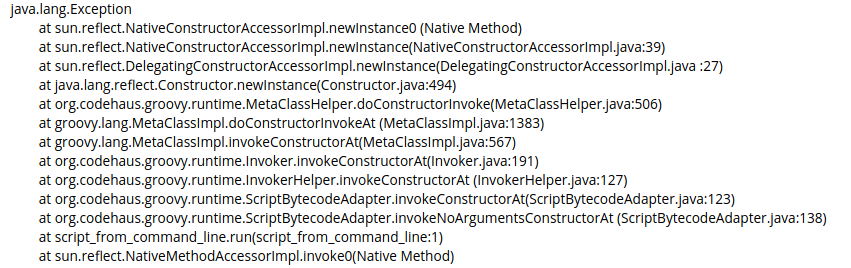 java.lang.Exception
at sun.reflect.NativeConstructorAccessorImpl.newInstance0 (Native Method)
at sun.reflect.NativeConstructorAccessorImpl.newInstance(NativeConstructorAccessorImpl.java:39)
at sun.reflect.DelegatingConstructorAccessorImpl.newInstance(DelegatingConstructorAccessorImpl.java :27)
at java.lang.reflect.Constructor.newInstance(Constructor.java:494)
at org.codehaus.groovy.runtime.MetaClassHelper.doConstructorInvoke(MetaClassHelper.java:506)
at groovy.lang.MetaClassImpl.doConstructorInvokeAt (MetaClassImpl.java:1383)
at groovy.lang.MetaClassImpl.invokeConstructorAt(MetaClassImpl.java:567)
at org.codehaus.groovy.runtime.Invoker.invokeConstructorAt(Invoker.java:191)
at org.codehaus.groovy.runtime.InvokerHelper.invokeConstructorAt (InvokerHelper.java:127)
at org.codehaus.groovy.runtime.ScriptBytecodeAdapter.invokeConstructorAt(ScriptBytecodeAdapter.java:123)
at org.codehaus.groovy.runtime.ScriptBytecodeAdapter.invokeNoArgumentsConstructorAt (ScriptBytecodeAdapter.java:138)
at script_from_command_line.run(script_from_command_line:1)
at sun.reflect.NativeMethodAccessorImpl.invoke0(Native Method)